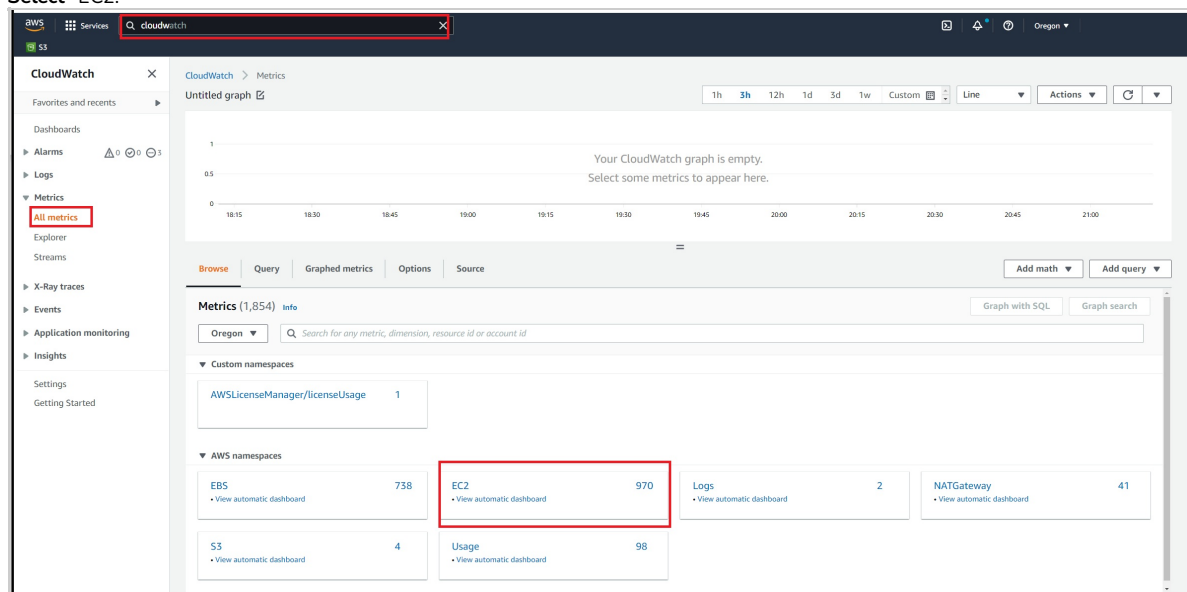 Select "EC2.
aws
Services
cloudwatch
Oregon
S3
CloudWatch
Favorites and recents
Dashboards
Alarms 0 0 3
Logs
Metrics
All metrics
Explorer
Streams
X-Ray traces
Events
Application monitoring
Insights
Settings
Getting Started
CloudWatch > Metrics
Untitled graph
1h 3h 12h 1d 3d 1w Custom Line Actions
1
0.5
0
Your CloudWatch graph is empty.
Select some metrics to appear here.
18:15 18:30 18:45 19:00 19:15 19:30 19:45 20:00 20:15 20:30 20:45 21:00
Browse Query Graphed metrics Options Source Add math Add query
Metrics (1,854) Info Graph with SQL Graph search
Oregon Search for any metric, dimension, resource id or account id
Custom namespaces
AWSLicenseManager/licenseUsage 1
AWS namespaces
EBS 738
• View automatic dashboard
EC2 970
• View automatic dashboard
Logs 2
• View automatic dashboard
NATGateway 41
• View automatic dashboard
S3 4
• View automatic dashboard
Usage 98
• View automatic dashboard